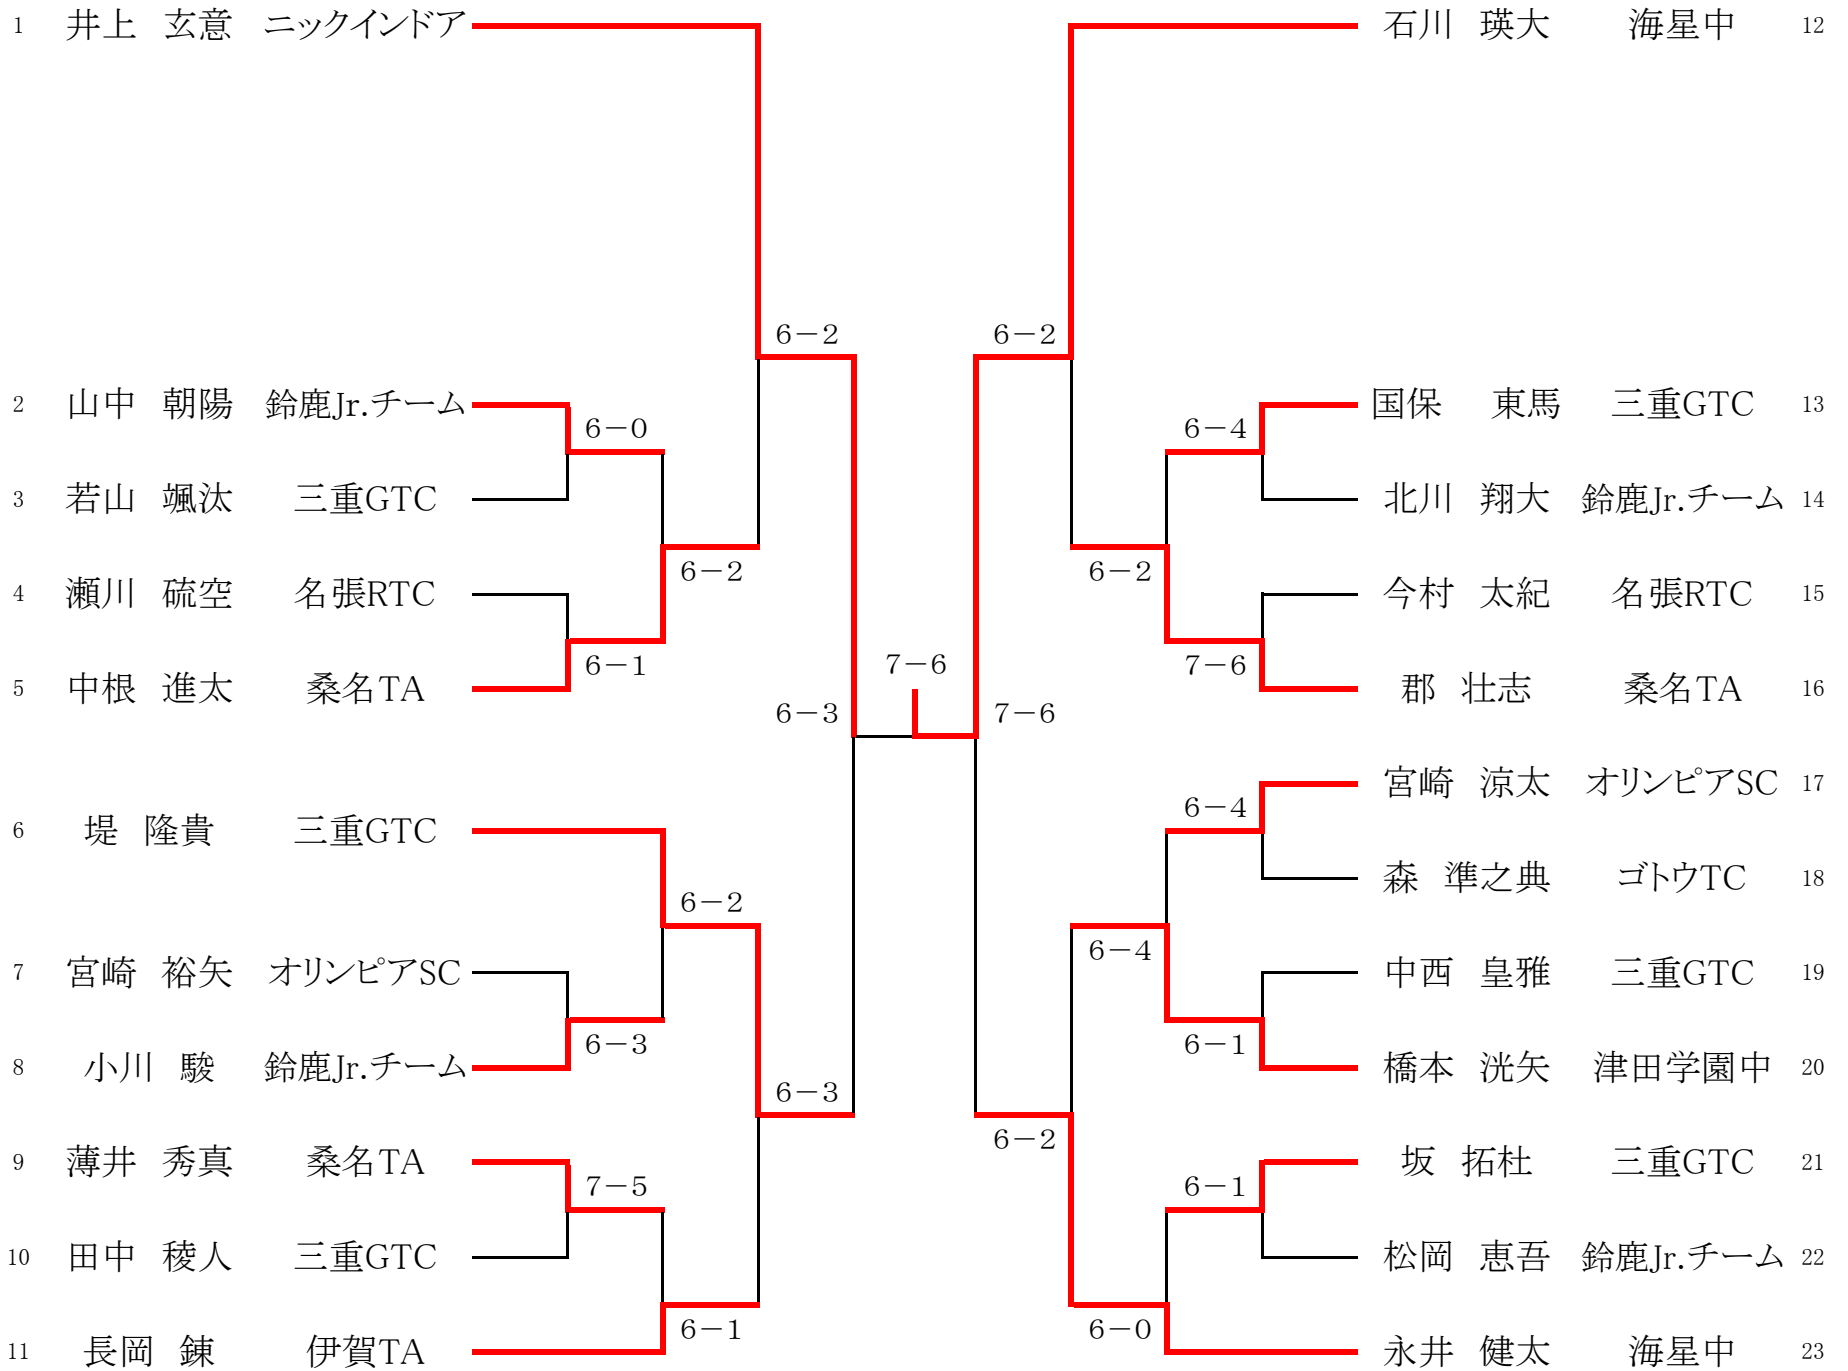 1 井上 玄意 ニックインドア
石川 瑛大 海星中 12
6－2
6－2
2 山中 朝陽 鈴鹿Jr.チーム
国保 東馬 三重GTC 13
6－0
6－4
3 若山 颯汰 三重GTC
北川 翔大 鈴鹿Jr.チーム 14
6－2
6－2
4 瀬川 硫空 名張RTC
今村 太紀 名張RTC 15
6－1
7－6
7－6
5 中根 進太 桑名TA
郡 壮志 桑名TA 16
6－3
7－6
宮崎 涼太 オリンピアSC 17
6－4
6 堤 隆貴 三重GTC
森 準之典 ゴトウTC 18
6－2
6－4
7 宮崎 裕矢 オリンピアSC
中西 皇雅 三重GTC 19
6－3
6－1
8 小川 駿 鈴鹿Jr.チーム
橋本 洸矢 津田学園中 20
6－3
6－2
9 薄井 秀真 桑名TA
坂 拓杜 三重GTC 21
7－5
6－1
10 田中 稜人 三重GTC
松岡 恵吾 鈴鹿Jr.チーム 22
6－1
6－0
11 長岡 錬 伊賀TA
永井 健太 海星中 23